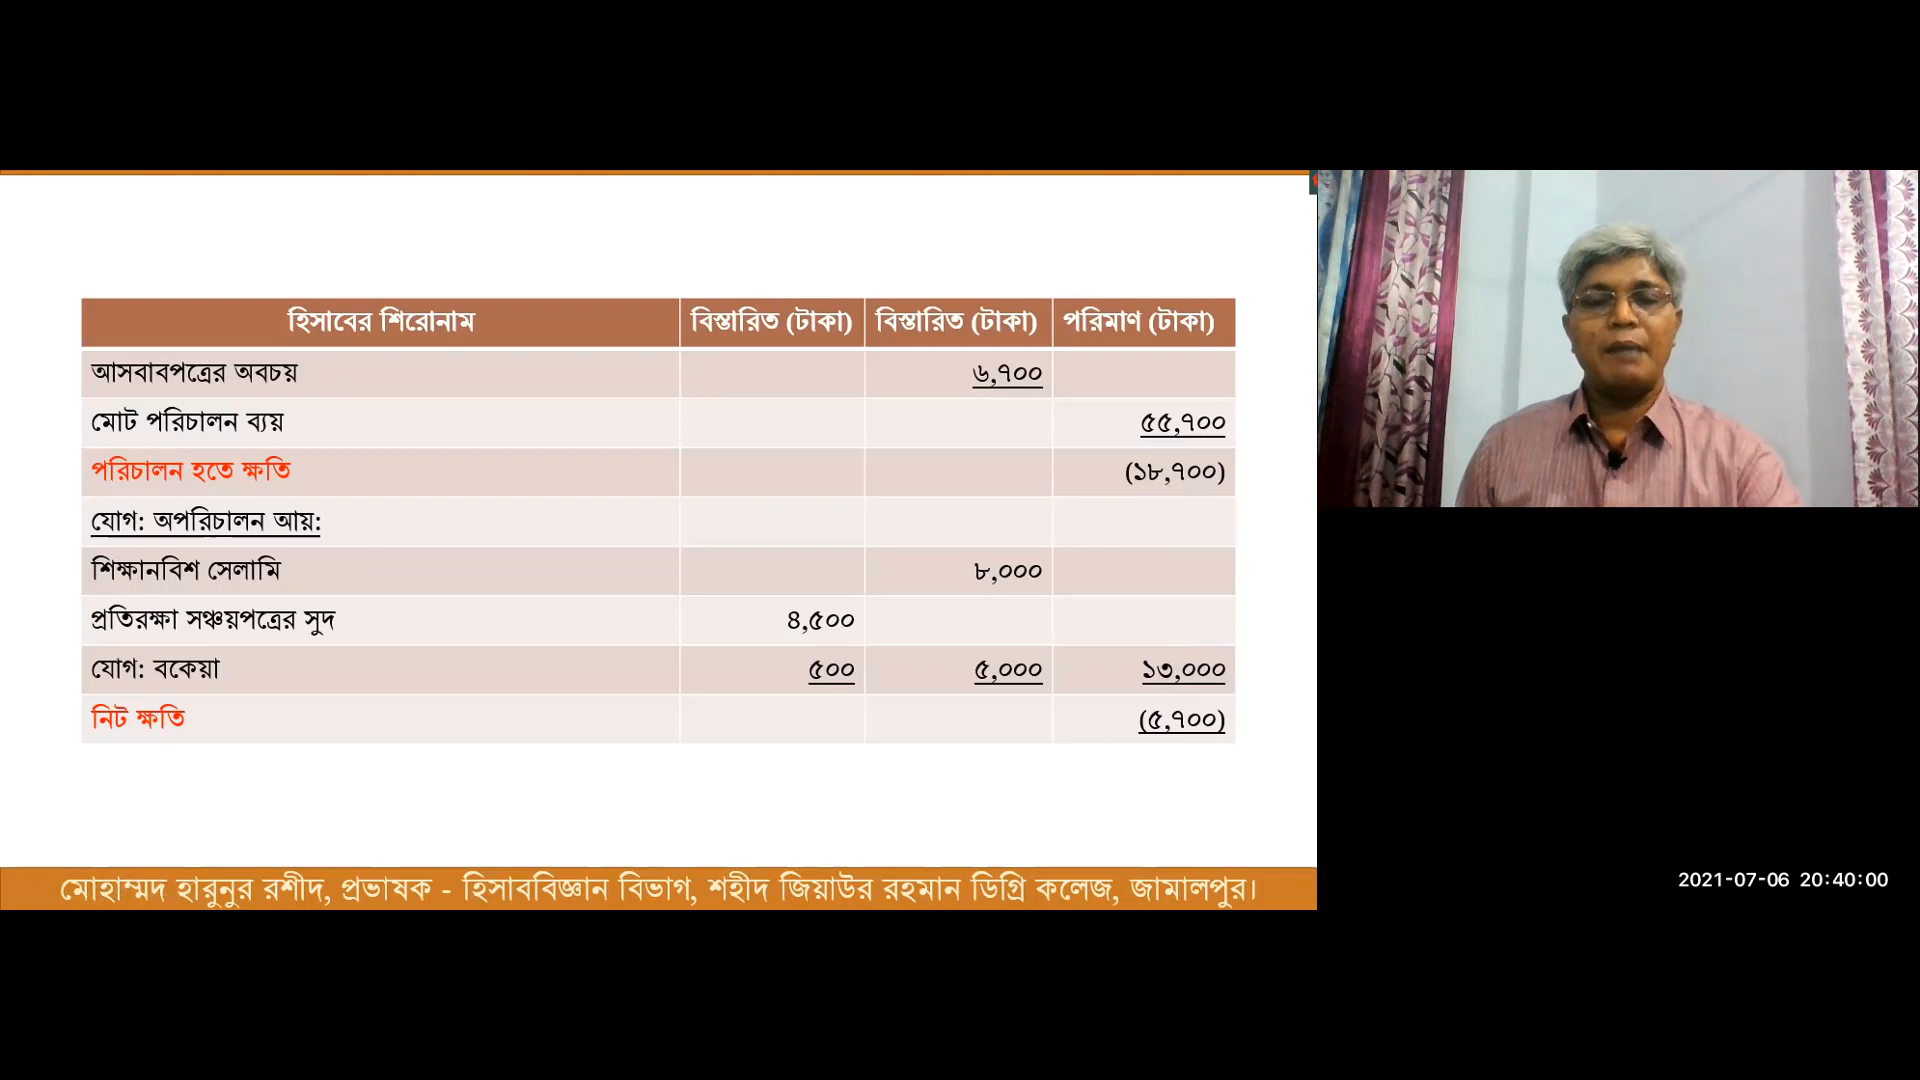 হিসাবের শিরোনাম বিস্তারিত (টাকা) বিস্তারিত (টাকা) পরিমাণ (টাকা)
আসবাবপত্রের অবচয় ৬,৭০০
মোট পরিচালন ব্যয় ৫৫,৭০০
পরিচালন হতে ক্ষতি (১৮,৭০০)
যোগ: অপরিচালন আয়:
শিক্ষানবিশ সেলামি ৮,০০০
প্রতিরক্ষা সঞ্চয়পত্রের সুদ ৪,৫০০
যোগ: বকেয়া ৫০০ ৫,০০০ ১৩,০০০
নিট ক্ষতি (৫,৭০০)
মোহাম্মদ হারুনুর রশীদ, প্রভাষক - হিসাববিজ্ঞান বিভাগ, শহীদ জিয়াউর রহমান ডিগ্রি কলেজ, জামালপুর।
2021-07-06 20:40:00